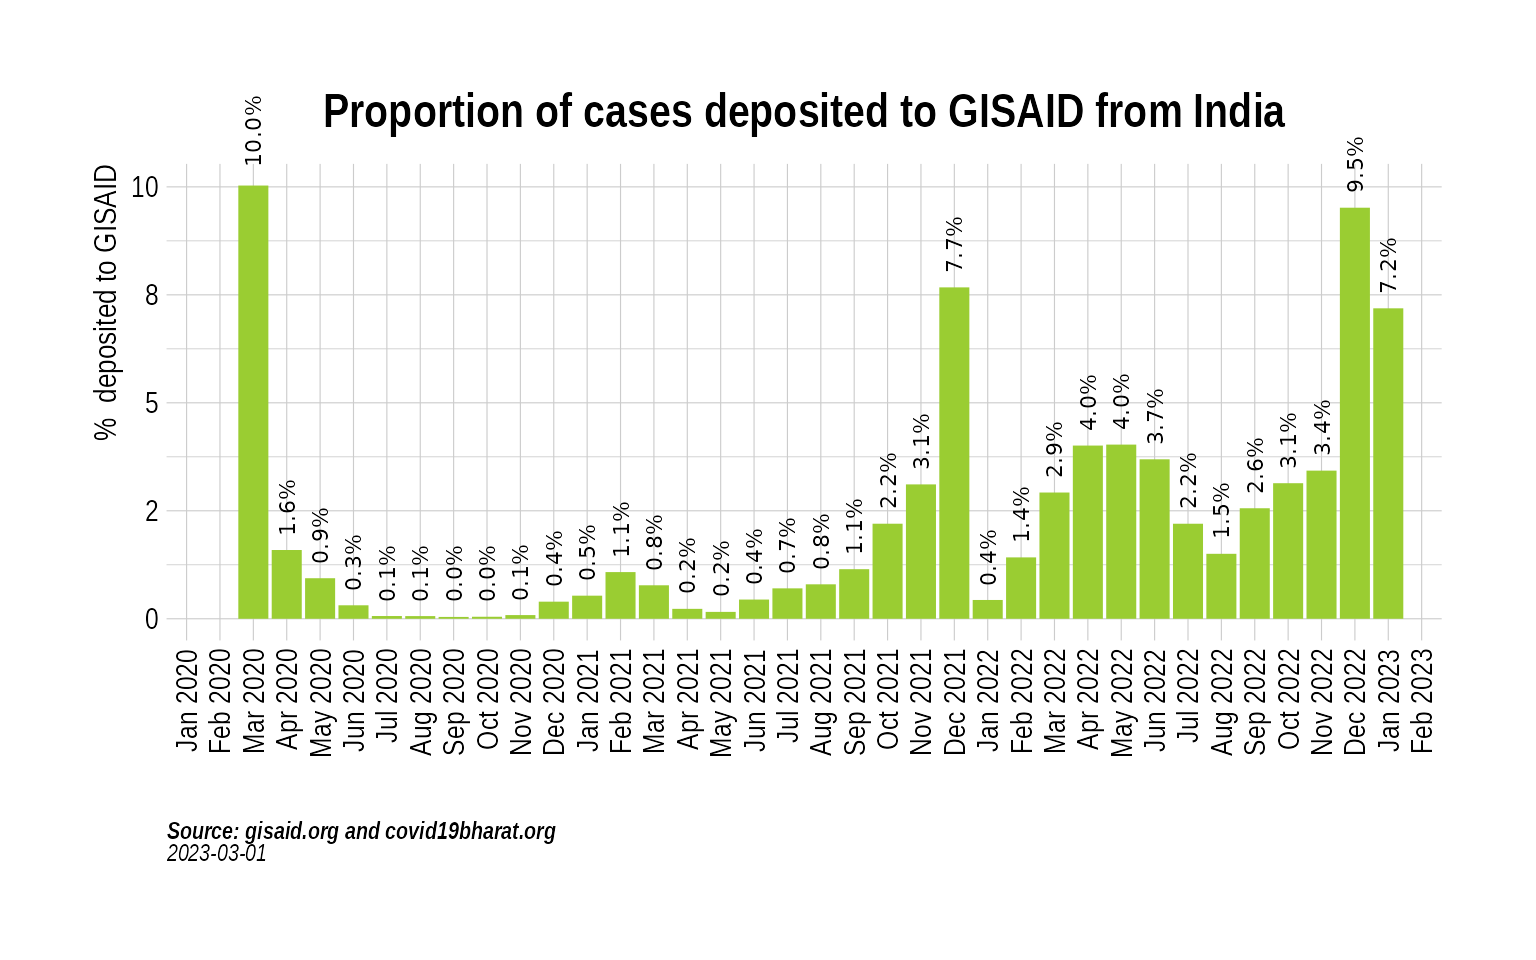 Proportion of cases deposited to GISAID from India
% deposited to GISAID
10
8
5
2
0
10.0%
1.6%
0.9%
0.3%
0.1%
0.1%
0.0%
0.0%
0.1%
0.4%
0.5%
1.1%
0.8%
0.2%
0.2%
0.4%
0.7%
0.8%
1.1%
2.2%
3.1%
7.7%
0.4%
1.4%
2.9%
4.0%
4.0%
3.7%
2.2%
1.5%
2.6%
3.1%
3.4%
9.5%
7.2%
Jan 2020
Feb 2020
Mar 2020
Apr 2020
May 2020
Jun 2020
Jul 2020
Aug 2020
Sep 2020
Oct 2020
Nov 2020
Dec 2020
Jan 2021
Feb 2021
Mar 2021
Apr 2021
May 2021
Jun 2021
Jul 2021
Aug 2021
Sep 2021
Oct 2021
Nov 2021
Dec 2021
Jan 2022
Feb 2022
Mar 2022
Apr 2022
May 2022
Jun 2022
Jul 2022
Aug 2022
Sep 2022
Oct 2022
Nov 2022
Dec 2022
Jan 2023
Feb 2023
Source: gisaid.org and covid19bharat.org
2023-03-01